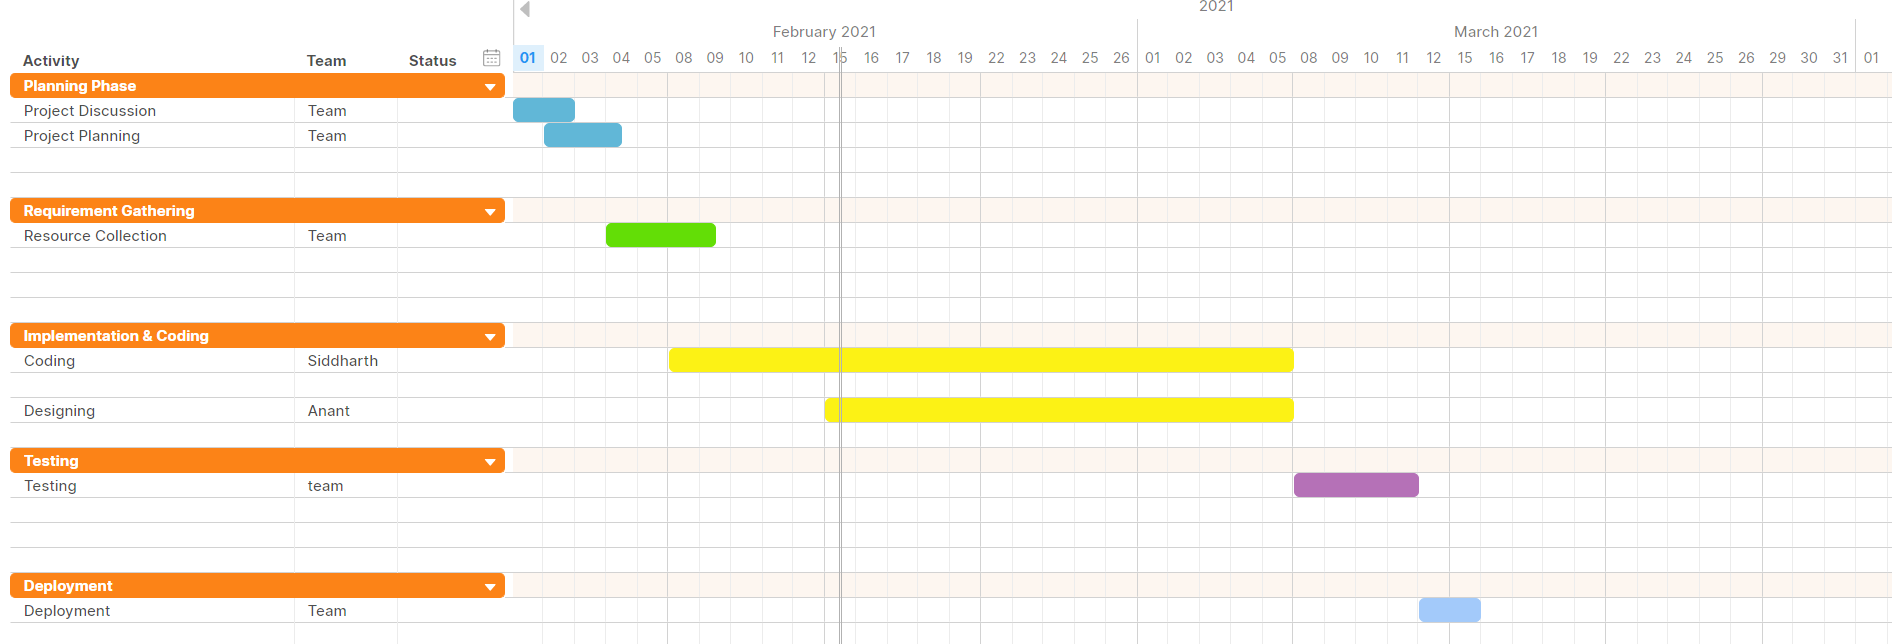 2021
February 2021 March 2021
Activity Team Status 01 02 03 04 05 08 09 10 11 12 15 16 17 18 19 22 23 24 25 26 01 02 03 04 05 08 09 10 11 12 15 16 17 18 19 22 23 24 25 26 29 30 31 01
Planning Phase
Project Discussion Team
Project Planning Team
Requirement Gathering
Resource Collection Team
Implementation & Coding
Coding Siddharth
Designing Anant
Testing
Testing team
Deployment
Deployment Team